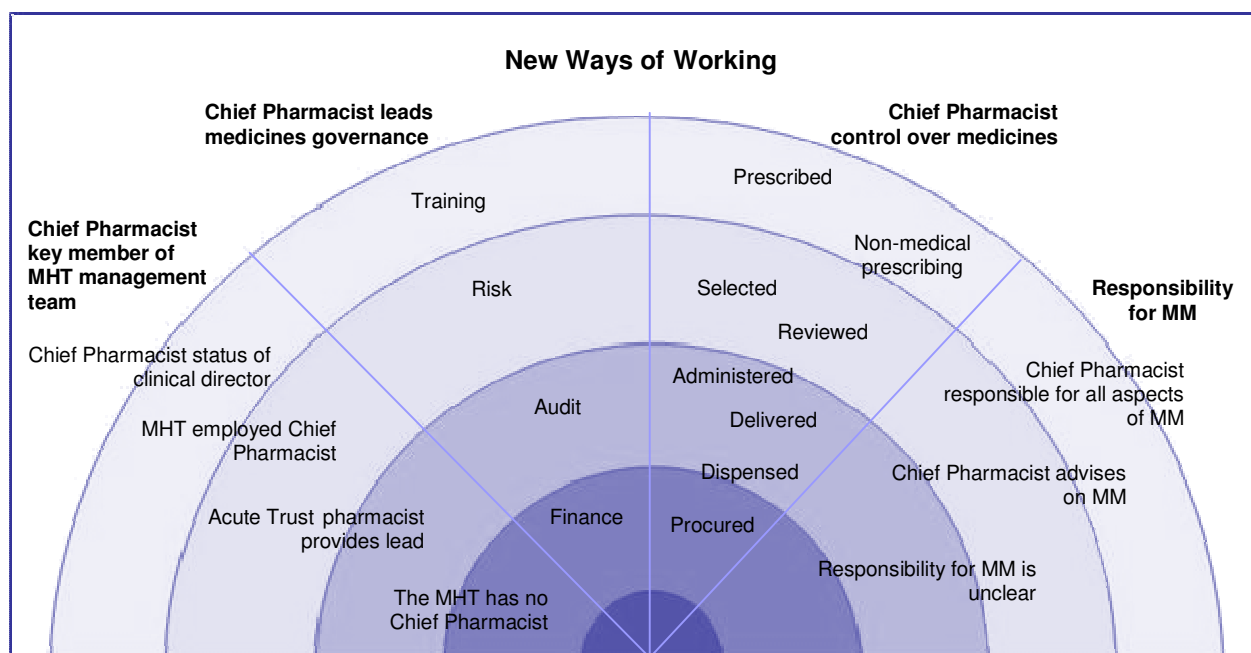 New Ways of Working
Chief Pharmacist leads
medicines governance
Chief Pharmacist
control over medicines
Prescribed
Training
Chief Pharmacist
key member of
MHT management
team
Non-medical
prescribing
Risk
Selected
Responsibility
for MM
Reviewed
Chief Pharmacist status of
clinical director
Administered
Chief Pharmacist
responsible for all aspects
of MM
Audit
Delivered
MHT employed Chief
Pharmacist
Dispensed
Chief Pharmacist advises
on MM
Acute Trust pharmacist
provides lead
Finance
Procured
Responsibility for MM is
unclear
The MHT has no
Chief Pharmacist